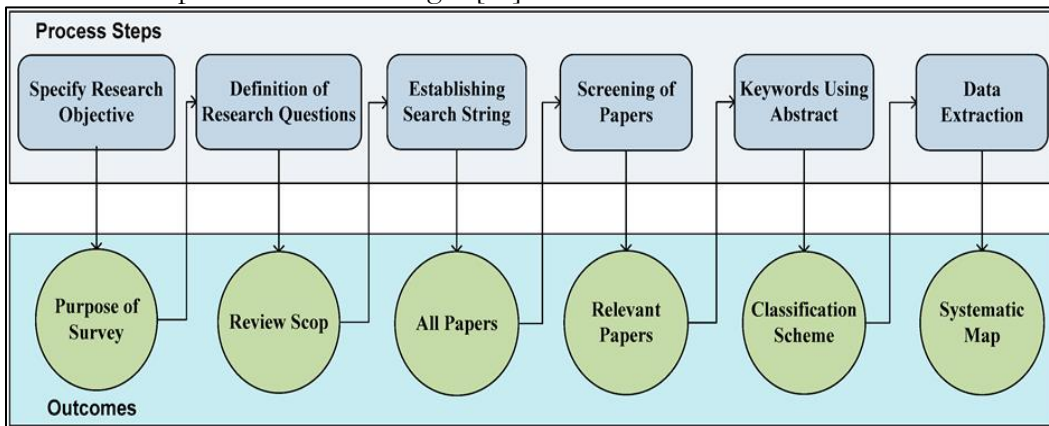 Process Steps
Specify Research
Objective
Definition of
Research Questions
Establishing
Search String
Screening of
Papers
Keywords Using
Abstract
Data
Extraction
Purpose of
Survey
Review Scop
All Papers
Relevant
Papers
Classification
Scheme
Systematic
Map
Outcomes